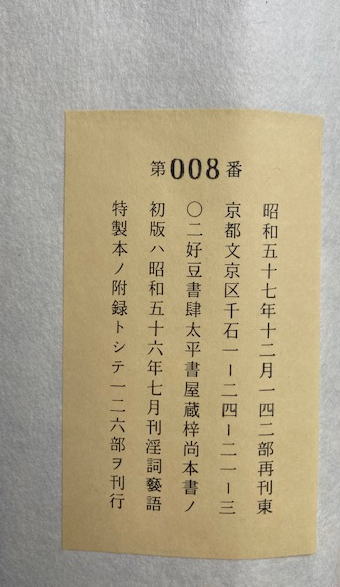 第008番
昭和五十七年十二月一四二部再刊東
京都文京区千石一ー二四ー二一ー三
〇二好豆書肆太平書屋蔵梓尚本書ノ
初版ハ昭和五十六年七月刊淫詞褻語
特製本ノ附録トシテ一二六部ヲ刊行